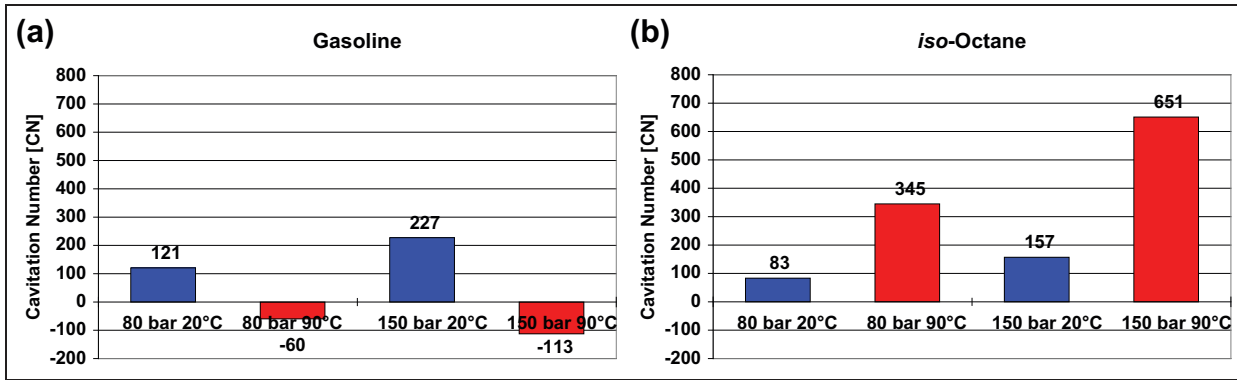 (a)
Gasoline
Cavitation Number [CN]
800
700
600
500
400
300
200
100
0
-100
-200
121
-60
227
-113
80 bar 20°C
80 bar 90°C
150 bar 20°C
150 bar 90°C
(b)
iso-Octane
Cavitation Number [CN]
800
700
600
500
400
300
200
100
0
-100
-200
83
345
157
651
80 bar 20°C
80 bar 90°C
150 bar 20°C
150 bar 90°C